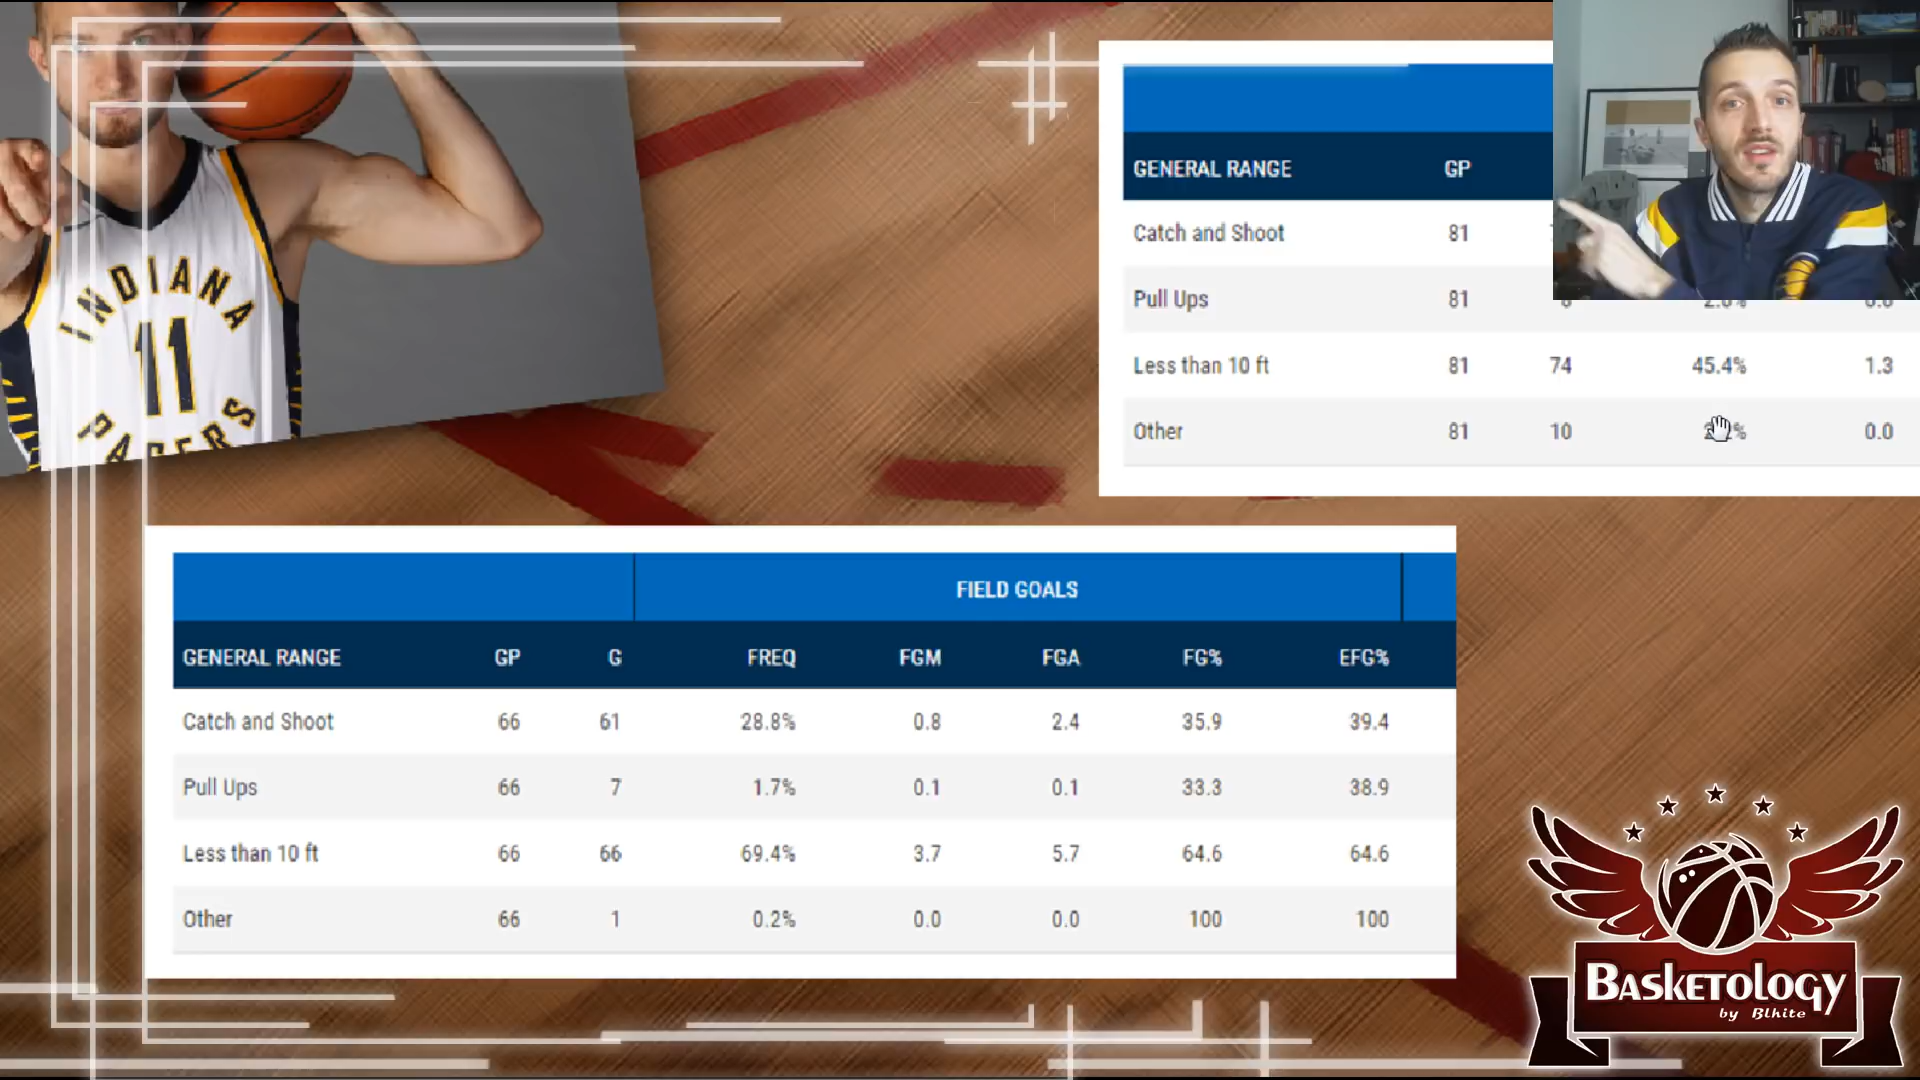 INDIANA
11
PACERS
GENERAL RANGE GP
Catch and Shoot 81
Pull Ups 81
Less than 10 ft 81 74 45.4% 1.3
Other 81 10 0.0
FIELD GOALS
GENERAL RANGE GP G FREQ FGM FGA FG% EFG%
Catch and Shoot 66 61 28.8% 0.8 2.4 35.9 39.4
Pull Ups 66 7 1.7% 0.1 0.1 33.3 38.9
Less than 10 ft 66 66 69.4% 3.7 5.7 64.6 64.6
Other 66 1 0.2% 0.0 0.0 100 100
Basketology
by Blhite